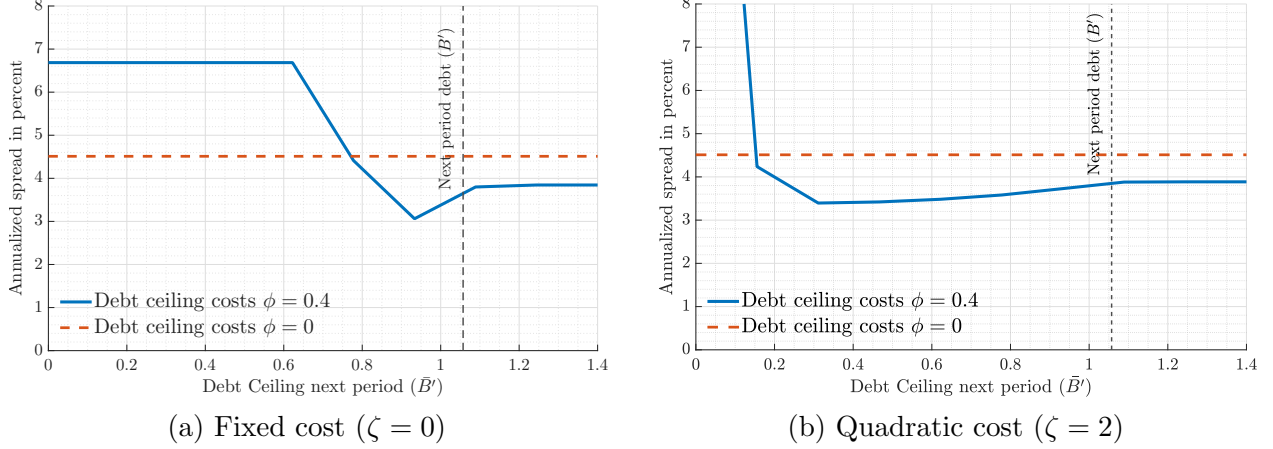 8
7
6
5
4
3
2
1
0
0 0.2 0.4 0.6 0.8 1 1.2 1.4
Annualized spread in percent
Next period debt (B′)
Debt ceiling costs ϕ = 0.4
Debt ceiling costs ϕ = 0
Debt Ceiling next period (B̄′)
(a) Fixed cost (ζ = 0)
8
7
6
5
4
3
2
1
0
0 0.2 0.4 0.6 0.8 1 1.2 1.4
Annualized spread in percent
Next period debt (B′)
Debt ceiling costs ϕ = 0.4
Debt ceiling costs ϕ = 0
Debt Ceiling next period (B̄′)
(b) Quadratic cost (ζ = 2)